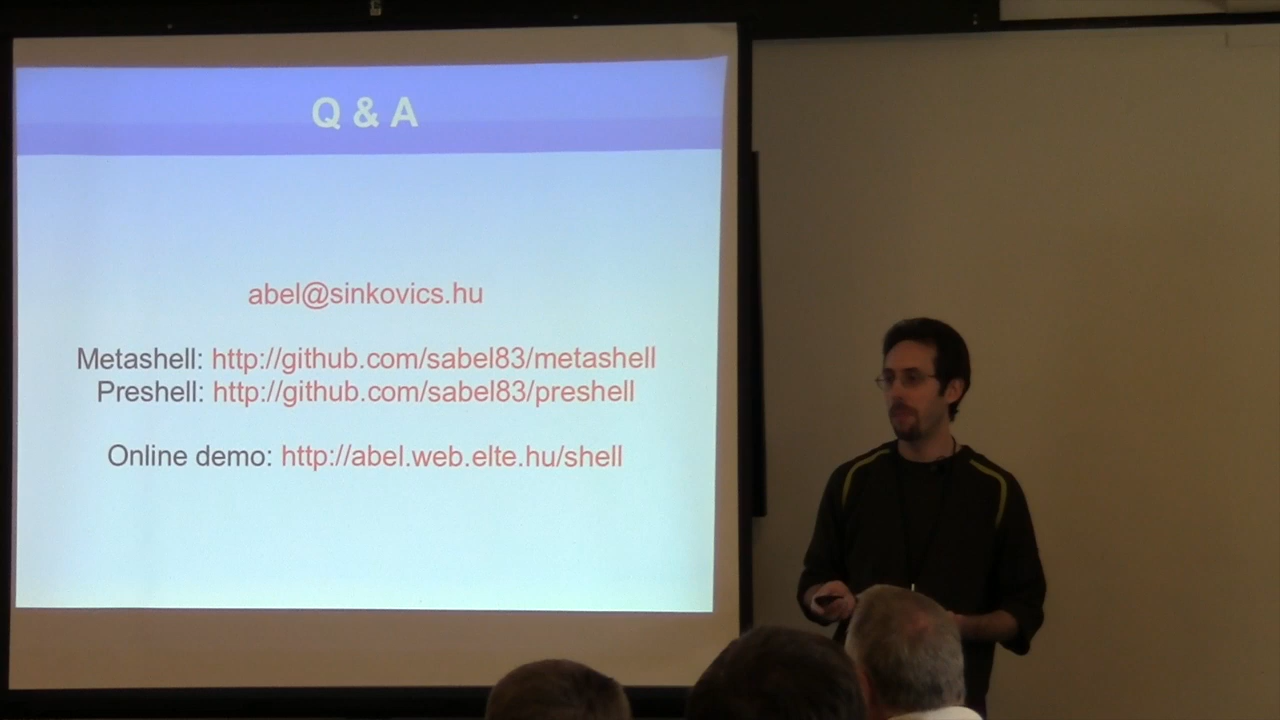 Q & A
abel@sinkovics.hu
Metashell: http://github.com/sabel83/metashell
Preshell: http://github.com/sabel83/preshell
Online demo: http://abel.web.elte.hu/shell